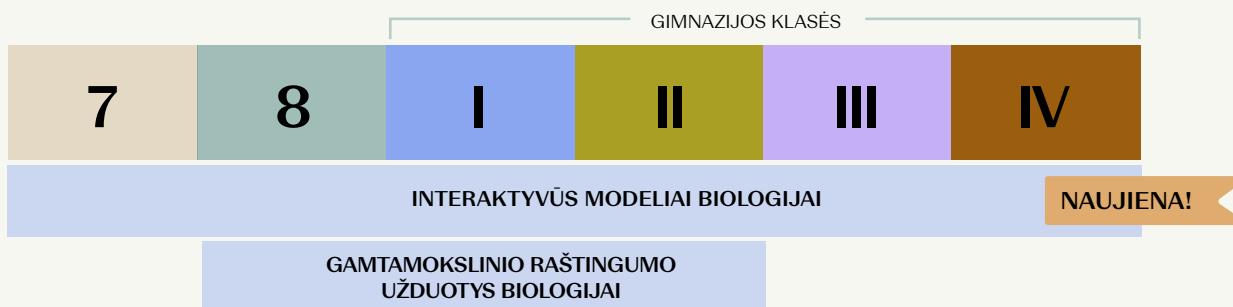 GIMNAZIJOS KLASĖS
7 8 I II III IV
INTERAKTYVŪS MODELIAI BIOLOGIJAI
NAUJIENA!
GAMTAMOKSLINIO RAŠTINGUMO
UŽDUOTYS BIOLOGIJAI